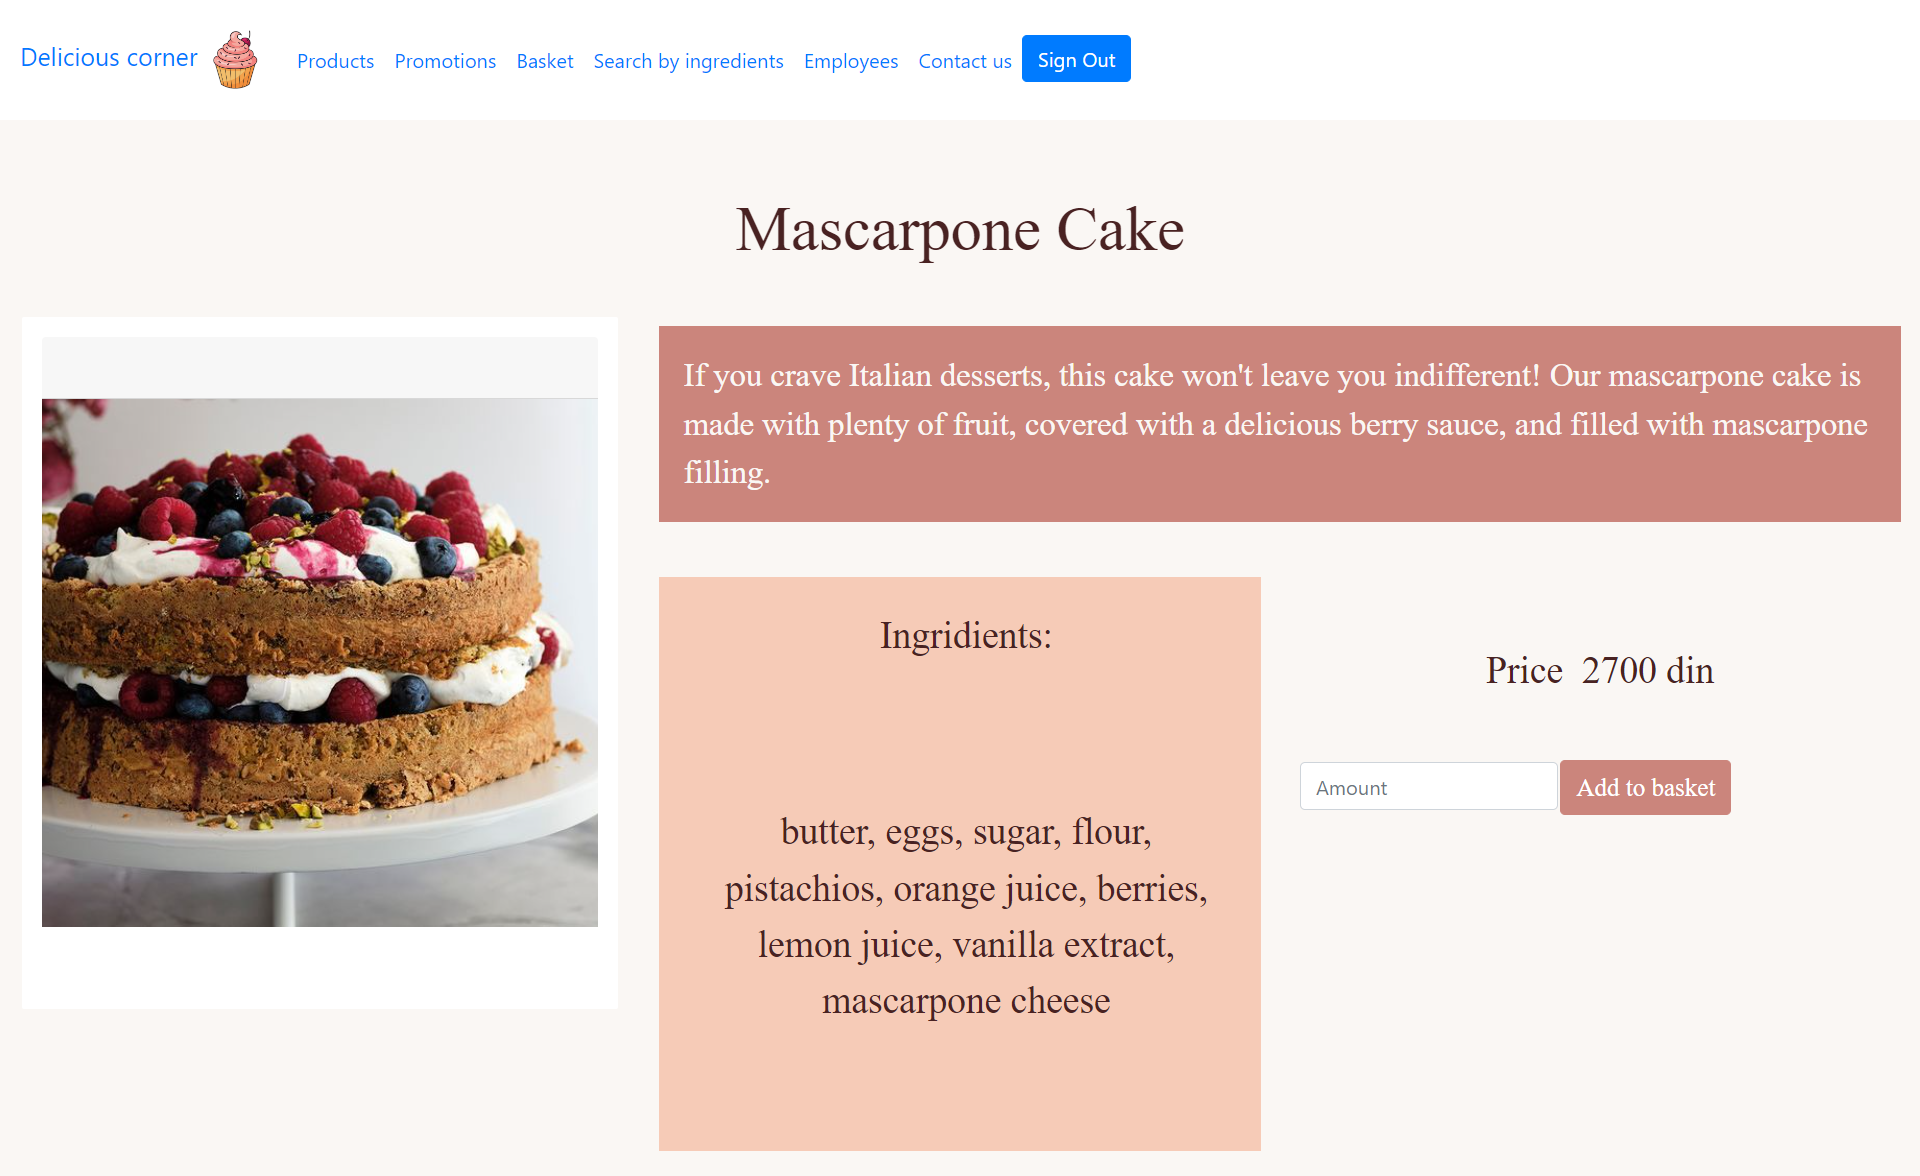 Delicious corner
Products Promotions Basket Search by ingredients Employees Contact us Sign Out
Mascarpone Cake
If you crave Italian desserts, this cake won't leave you indifferent! Our mascarpone cake is
made with plenty of fruit, covered with a delicious berry sauce, and filled with mascarpone
filling.
Ingridients:
butter, eggs, sugar, flour,
pistachios, orange juice, berries,
lemon juice, vanilla extract,
mascarpone cheese
Price 2700 din
Amount
Add to basket